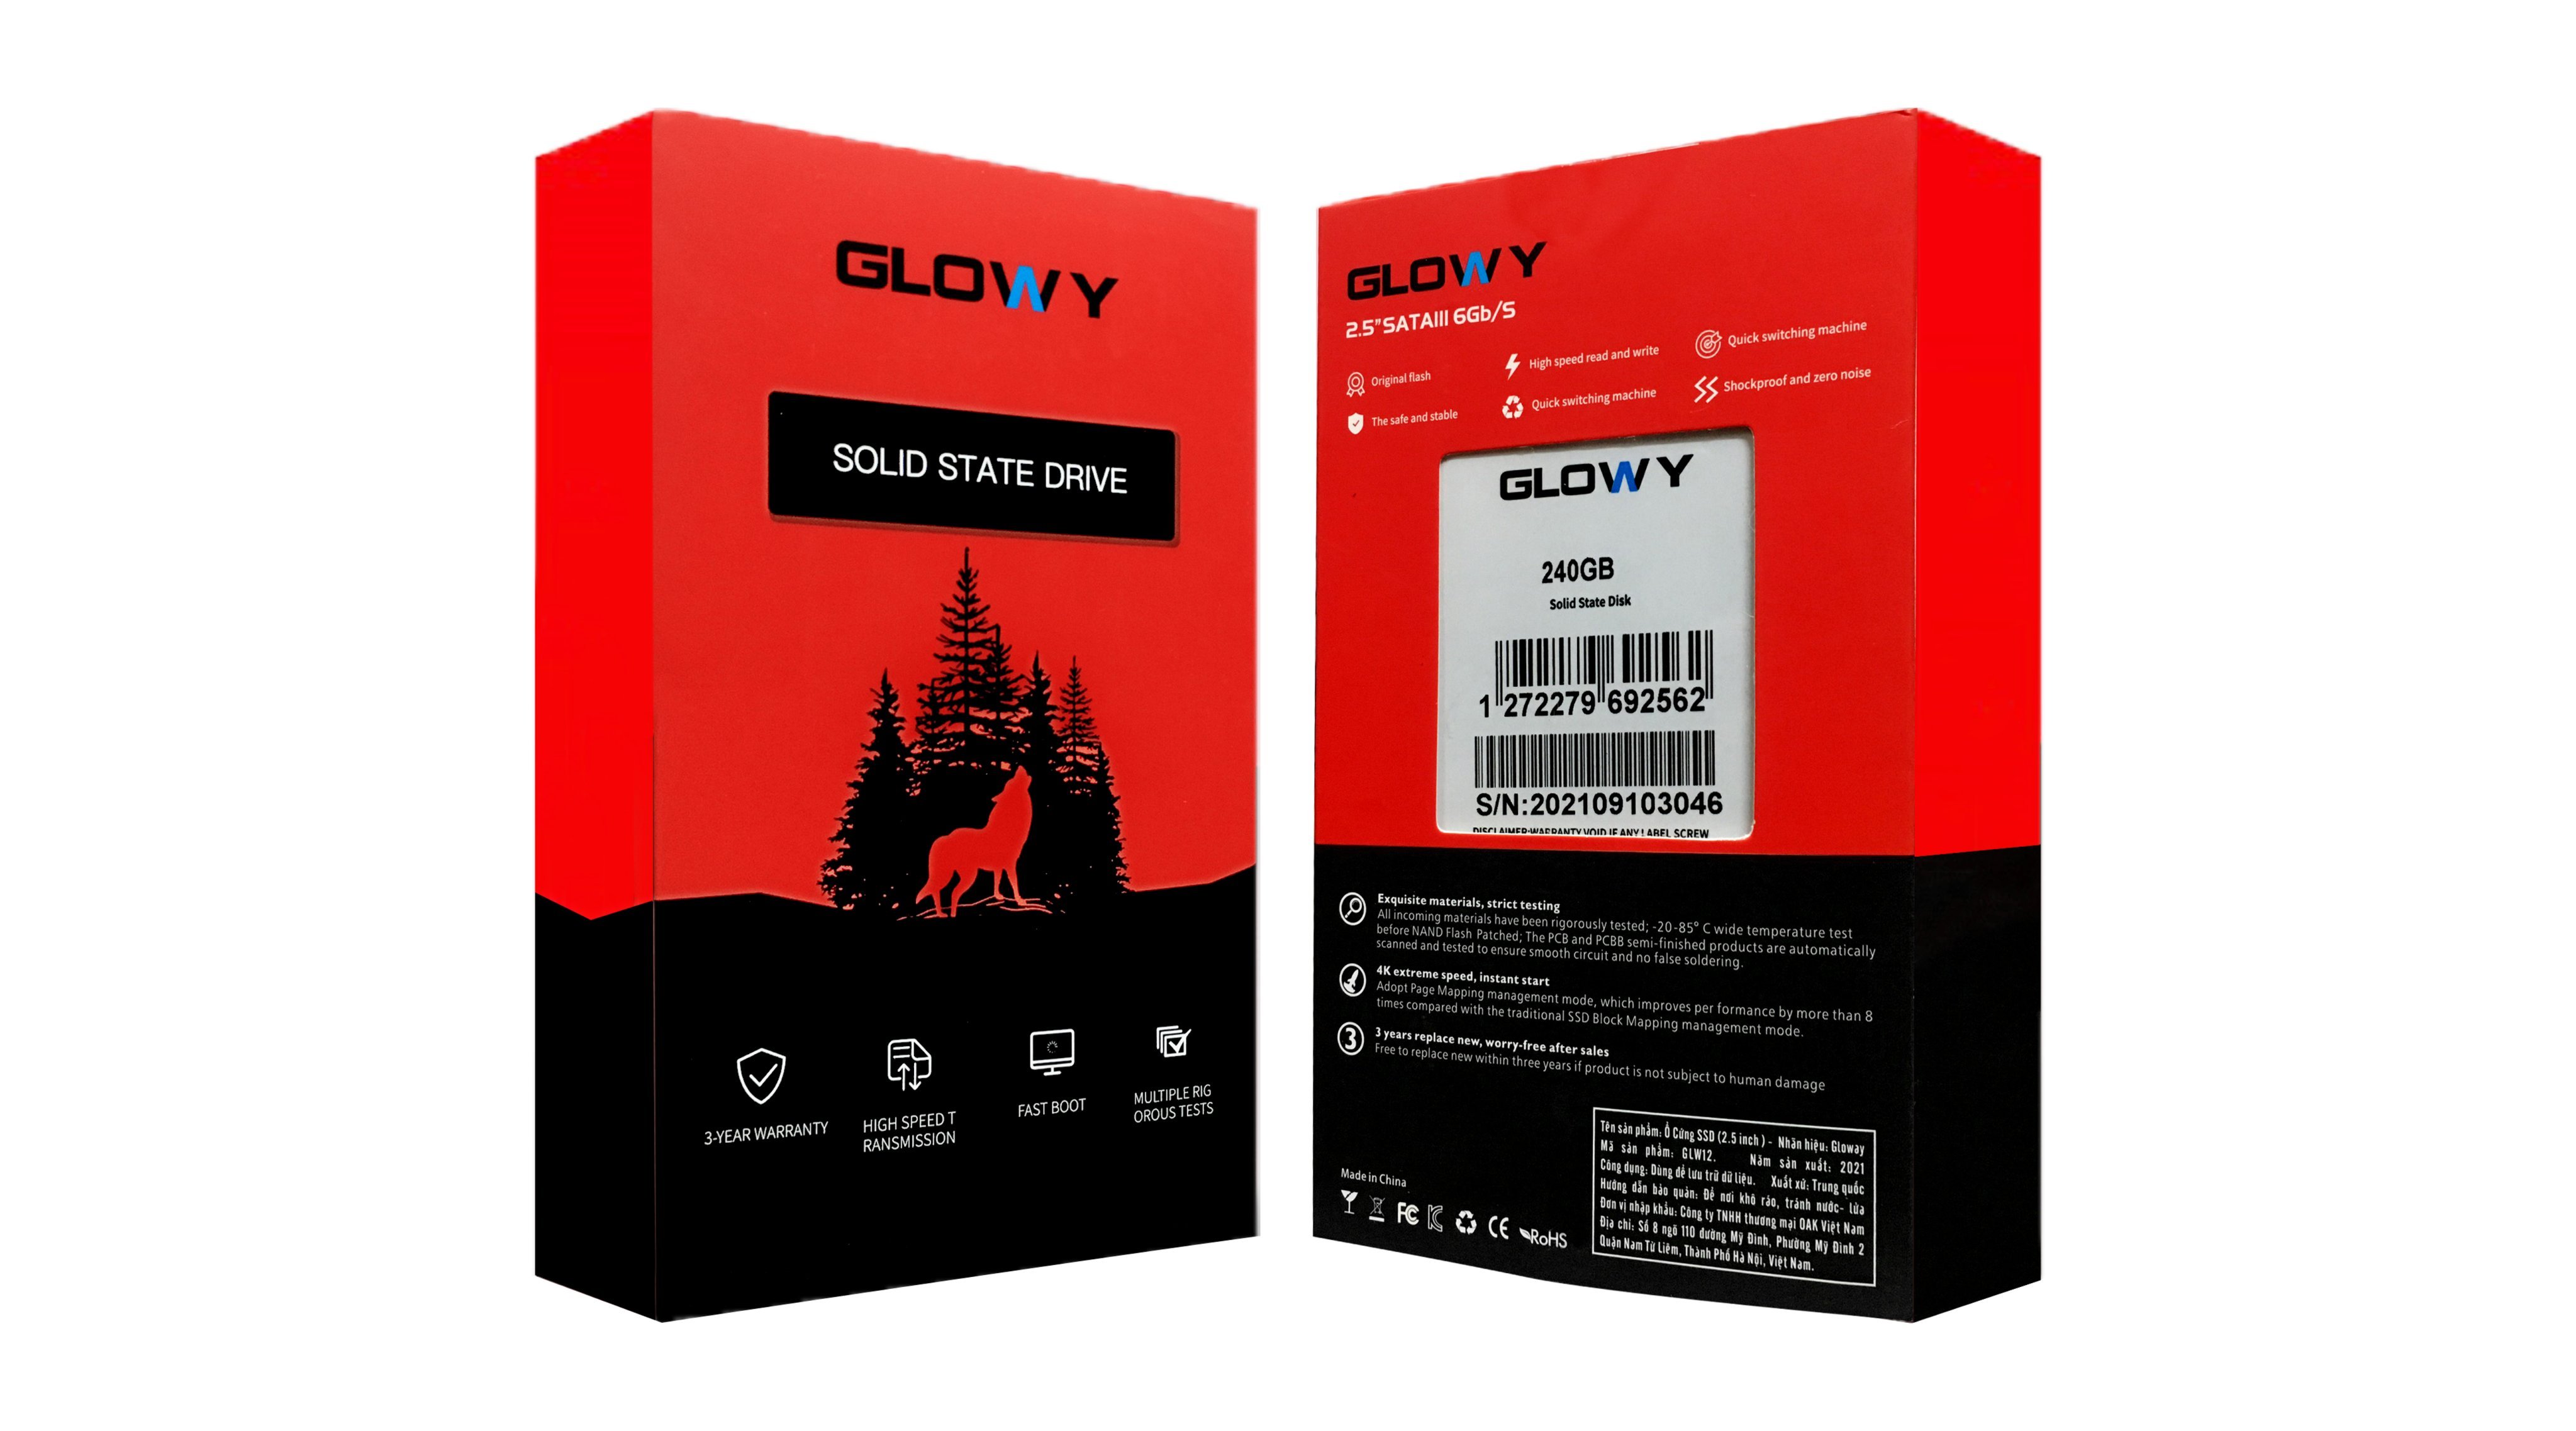 GLOWY
SOLID STATE DRIVE
3-YEAR WARRANTY
HIGH SPEED T
RANSMISSION
FAST BOOT
MULTIPLE RIG
OROUS TESTS
GLOWY
2.5" SATAIII 6Gb/S
Original flash
High speed read and write
Quick switching machine
The safe and stable
Quick switching machine
Shockproof and zero noise
GLOWY
240GB
Solid State Disk
1 272279 692562
S/N:202109103046
DISCLAIMER:WARRANTY VOID IF ANY LABEL SCREW
Exquisite materials, strict testing
All incoming materials have been rigorously tested; -20-85° C wide temperature test
before NAND Flash Patched; The PCB and PCBB semi-finished products are automatically
scanned and tested to ensure smooth circuit and no false soldering.
4K extreme speed, instant start
Adopt Page Mapping management mode, which improves per formance by more than 8
times compared with the traditional SSD Block Mapping management mode.
3
3 years replace new, worry-free after sales
Free to replace new within three years if product is not subject to human damage
Made in China
FC CE RoHS
Tên sản phẩm: Ổ Cứng SSD (2.5 inch ) - Nhãn hiệu: Gloway
Mã sản phẩm: GLW12. Năm sản xuất: 2021
Công dụng: Dùng để lưu trữ dữ liệu. Xuất xứ: Trung quốc
Hướng dẫn bảo quản: Để nơi khô ráo, tránh nước- lửa
Đơn vị nhập khẩu: Công ty TNHH thương mại OAK Việt Nam
Địa chỉ: Số 8 ngõ 110 đường Mỹ Đình, Phường Mỹ Đình 2
Quận Nam Từ Liêm, Thành Phố Hà Nội, Việt Nam.